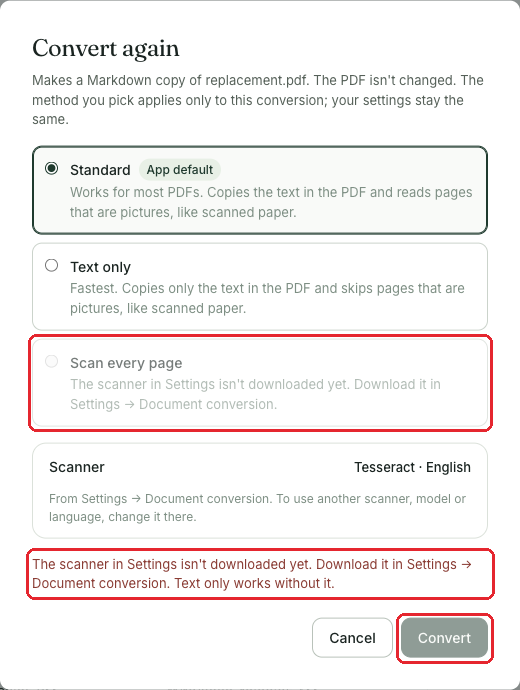 Convert again
Makes a Markdown copy of replacement.pdf. The PDF isn't changed. The
method you pick applies only to this conversion; your settings stay the
same.
Standard App default
Works for most PDFs. Copies the text in the PDF and reads pages
that are pictures, like scanned paper.
Text only
Fastest. Copies only the text in the PDF and skips pages that are
pictures, like scanned paper.
Scan every page
The scanner in Settings isn't downloaded yet. Download it in
Settings → Document conversion.
Scanner Tesseract · English
From Settings → Document conversion. To use another scanner, model or
language, change it there.
The scanner in Settings isn't downloaded yet. Download it in Settings →
Document conversion. Text only works without it.
Cancel Convert